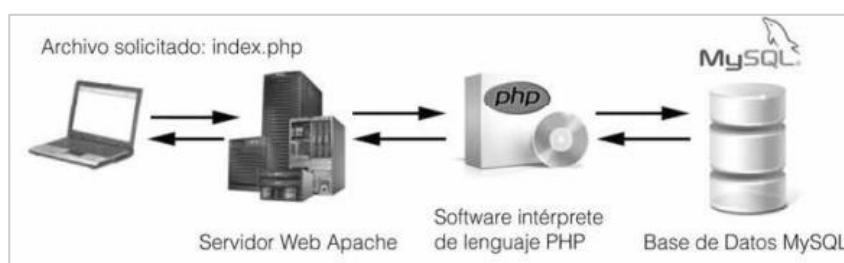 Archivo solicitado: index.php
MySQL®
php
Servidor Web Apache
Software intérprete
de lenguaje PHP
Base de Datos MySQL